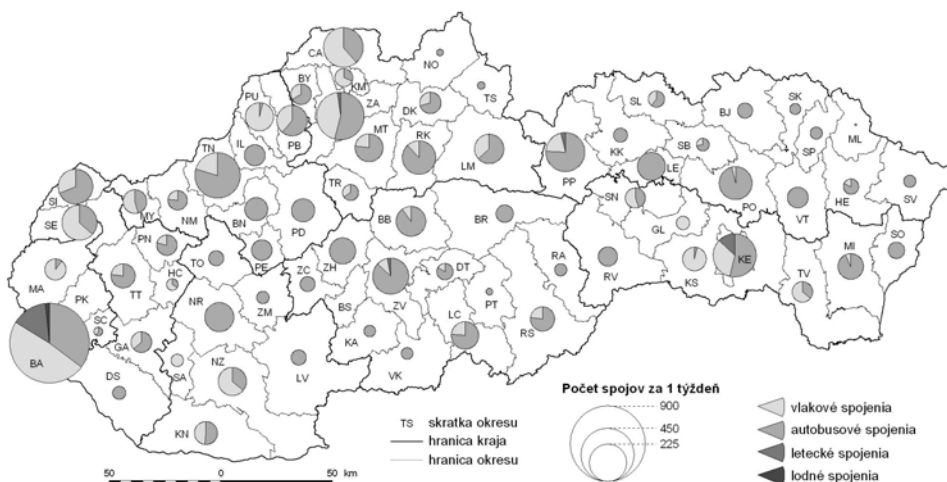 CA
NO
BY
KM
TS
PU
ZA
DK
SL
SK
BJ
IL
PB
MT
RK
LM
KK
SB
SP
ML
TN
PP
LE
TR
SI
MY
NM
BN
PD
BB
BR
SN
PO
VT
HE
SV
SE
PN
GL
MA
TT
HC
TO
PE
ZC
ZH
DT
RA
RV
KS
KE
TV
MI
SO
PK
SC
NR
ZM
BS
ZV
PT
BA
GA
KA
LC
RS
DS
SA
NZ
LV
VK
KN
Počet spojov za 1 týždeň
900
450
225
TS skratka okresu
hranica kraja
hranica okresu
vlakové spojenia
autobusové spojenia
letecké spojenia
lodné spojenia
50 0 50 km